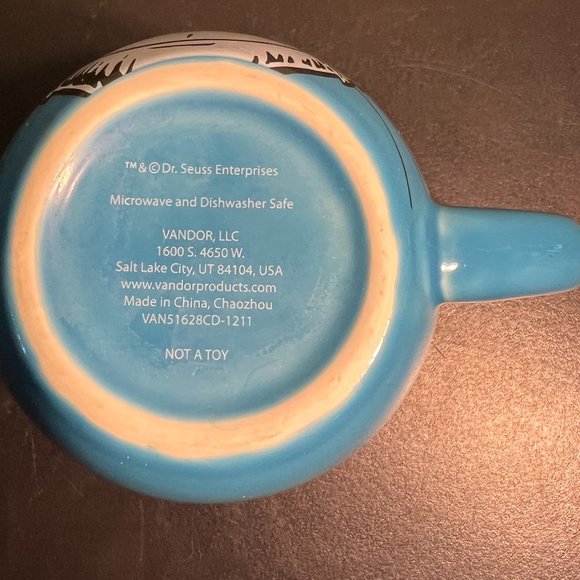 ™ & © Dr. Seuss Enterprises
Microwave and Dishwasher Safe
VANDOR, LLC
1600 S. 4650 W.
Salt Lake City, UT 84104, USA
www.vandorproducts.com
Made in China, Chaozhou
VAN51628CD-1211
NOT A TOY